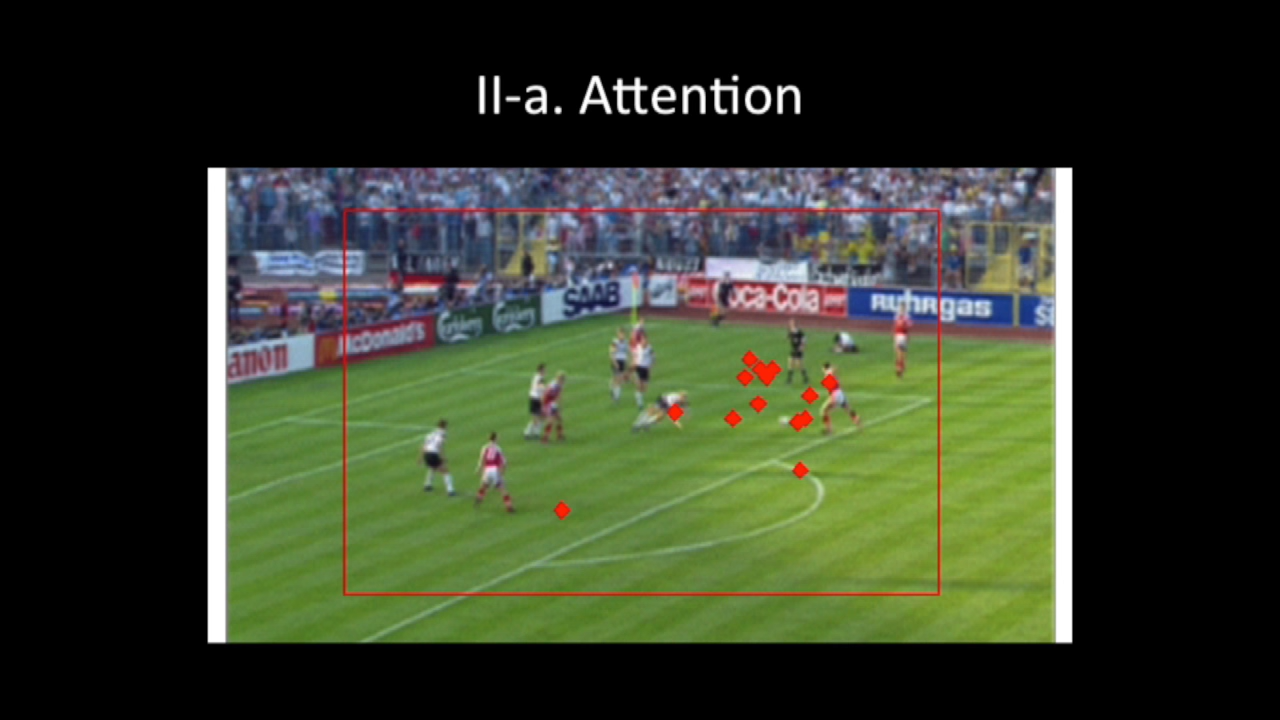 II-a. Attention
SAAB
Coca-Cola
Ruhrgas
Carlsberg
Carlsberg
McDonald's
anon